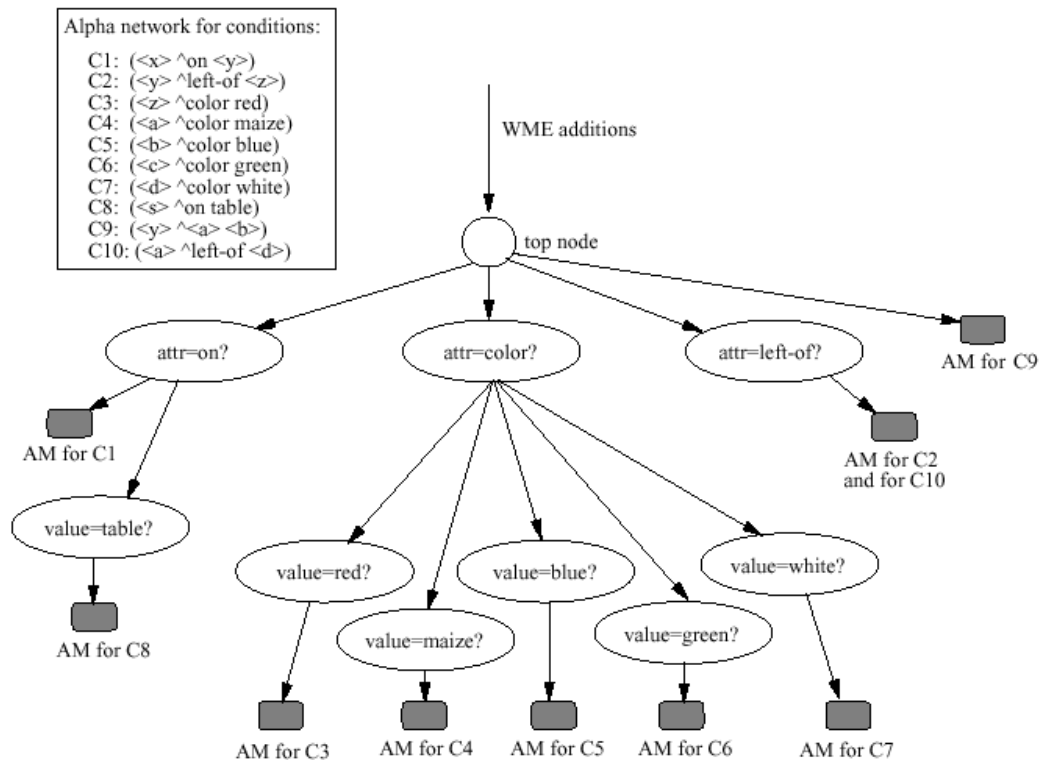 Alpha network for conditions:
C1: (<x> ^on <y>)
C2: (<y> ^left-of <z>)
C3: (<z> ^color red)
C4: (<a> ^color maize)
C5: (<b> ^color blue)
C6: (<c> ^color green)
C7: (<d> ^color white)
C8: (<s> ^on table)
C9: (<y> ^<a> <b>)
C10: (<a> ^left-of <d>)
WME additions
top node
attr=on?
attr=color?
attr=left-of?
AM for C9
AM for C1
AM for C2
and for C10
value=table?
value=red?
value=blue?
value=white?
value=maize?
value=green?
AM for C8
AM for C3
AM for C4
AM for C5
AM for C6
AM for C7